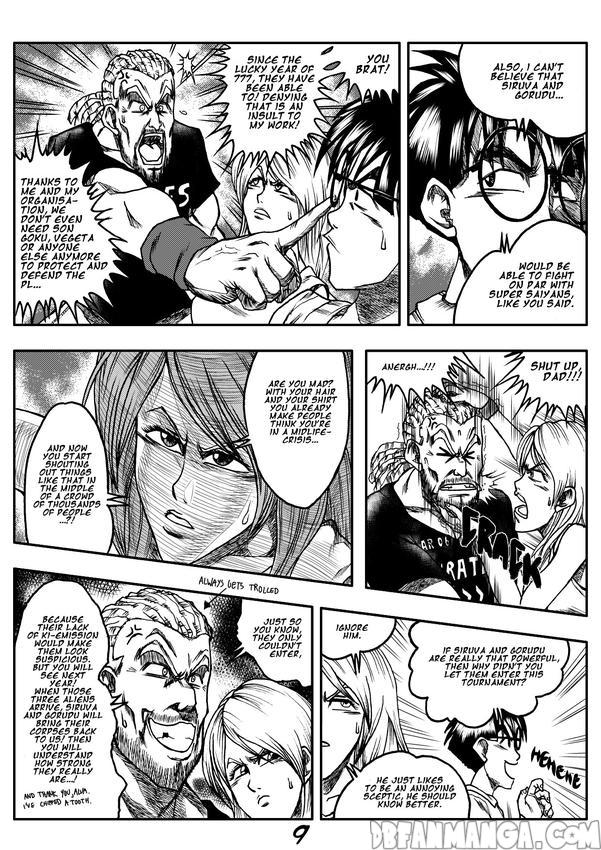 ALSO, I CAN'T
BELIEVE THAT
SIRUVA AND
GORUDU...
WOULD BE
ABLE TO FIGHT
ON PAR WITH
SUPER SAIYANS,
LIKE YOU SAID.
YOU
BRAT!
SINCE THE
LUCKY YEAR OF
777, THEY HAVE
BEEN ABLE
TO! DENYING
THAT IS AN
INSULT TO
MY WORK!
THANKS TO
ME AND MY
ORGANISA-
TION, WE
DON'T EVEN
NEED SON
GOKU, VEGETA
OR ANYONE
ELSE ANYMORE
TO PROTECT AND
DEFEND THE
PL...
SHUT UP,
DAD!!!
ANERGH...!!!
CRACK
ARE YOU MAD?
WITH YOUR HAIR
AND YOUR SHIRT
YOU ALREADY
MAKE PEOPLE
THINK YOU'RE
IN A MIDLIFE-
CRISIS...
AND NOW
YOU START
SHOUTING
OUT THINGS
LIKE THAT IN
THE MIDDLE
OF A CROWD
OF THOUSANDS
OF PEOPLE
...?!
IF SIRUVA AND GORUDU
ARE REALLY THAT POWERFUL,
THEN WHY DIDN'T YOU
LET THEM ENTER THIS
TOURNAMENT?
HEHEHE
IGNORE
HIM.
HE JUST LIKES
TO BE AN ANNOYING
SCEPTIC, HE SHOULD
KNOW BETTER.
ALWAYS GETS TROLLED
JUST SO
YOU KNOW,
THEY ONLY
COULDN'T
ENTER,
BECAUSE
THEIR LACK
OF KI-EMISSION
WOULD MAKE
THEM LOOK
SUSPICIOUS.
BUT YOU WILL
SEE NEXT
YEAR!
WHEN THOSE
THREE ALIENS
ARRIVE, SIRUVA
AND GORUDU WILL
BRING THEIR
CORPSES BACK
TO US! THEN
YOU WILL
UNDERSTAND
HOW STRONG
THEY REALLY
ARE...!
AND THANK YOU,
I'VE CHIPPED A TOOTH.
9
DBFANMANGA.COM